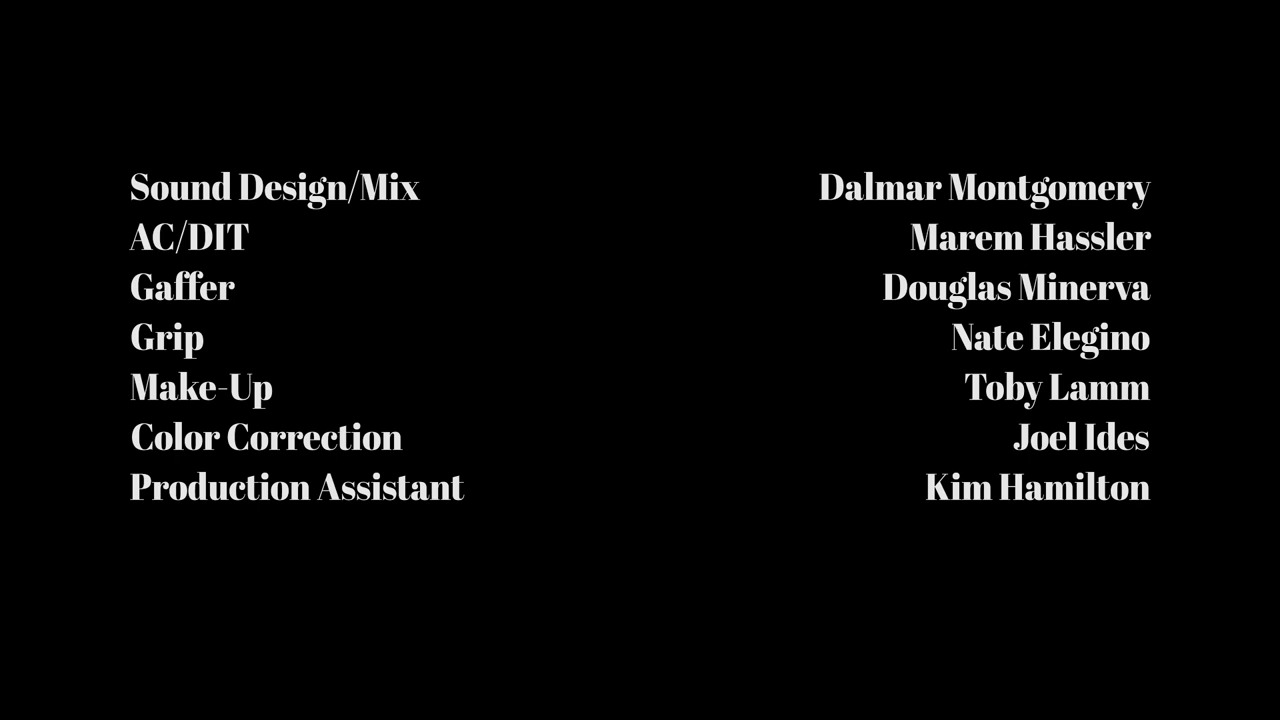 Sound Design/Mix Dalmar Montgomery
AC/DIT Marem Hassler
Gaffer Douglas Minerva
Grip Nate Elegino
Make-Up Toby Lamm
Color Correction Joel Ides
Production Assistant Kim Hamilton